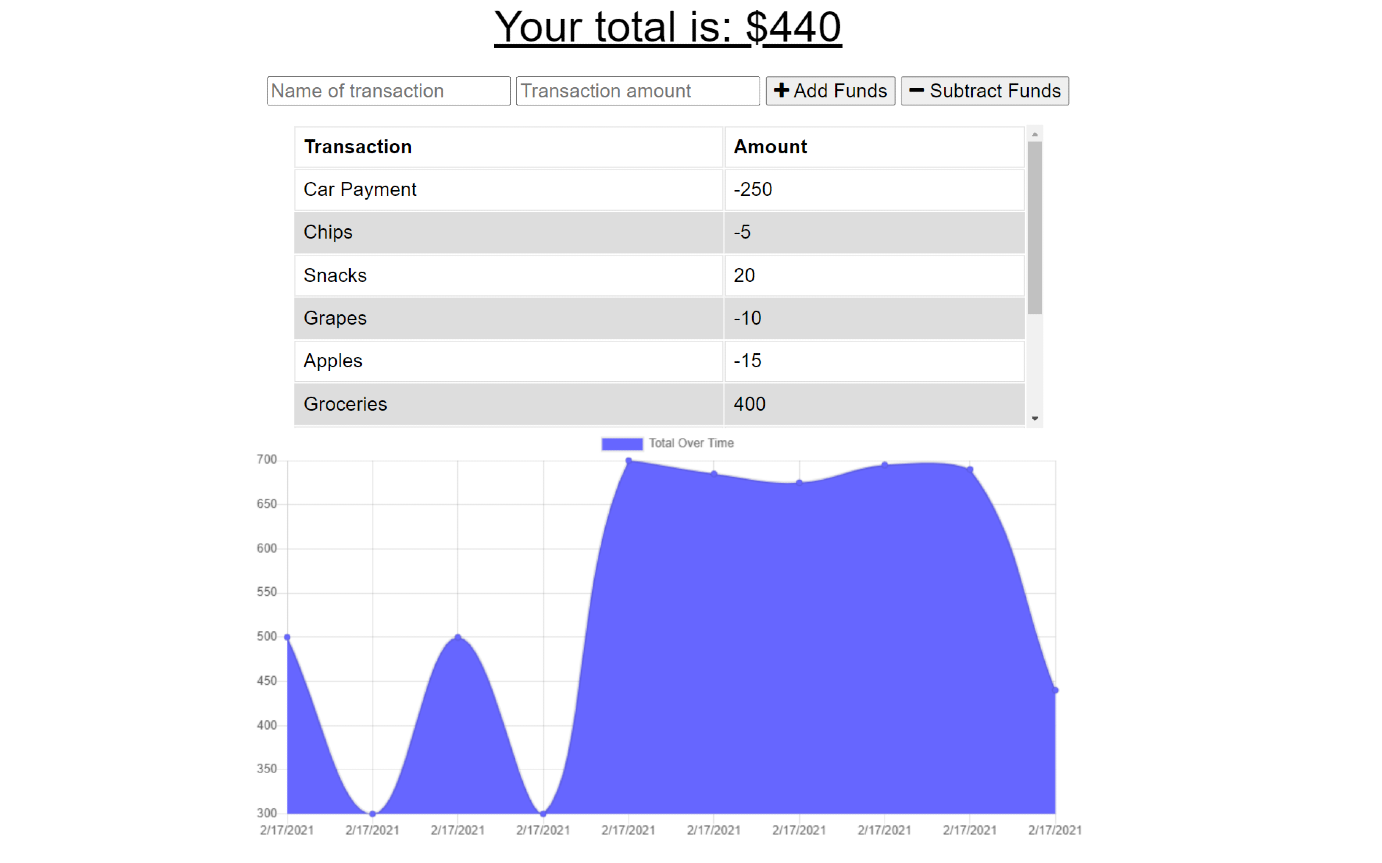 Your total is: $440
Name of transaction Transaction amount + Add Funds − Subtract Funds
Transaction Amount
Car Payment -250
Chips -5
Snacks 20
Grapes -10
Apples -15
Groceries 400
Total Over Time
700
650
600
550
500
450
400
350
300
2/17/2021 2/17/2021 2/17/2021 2/17/2021 2/17/2021 2/17/2021 2/17/2021 2/17/2021 2/17/2021 2/17/2021